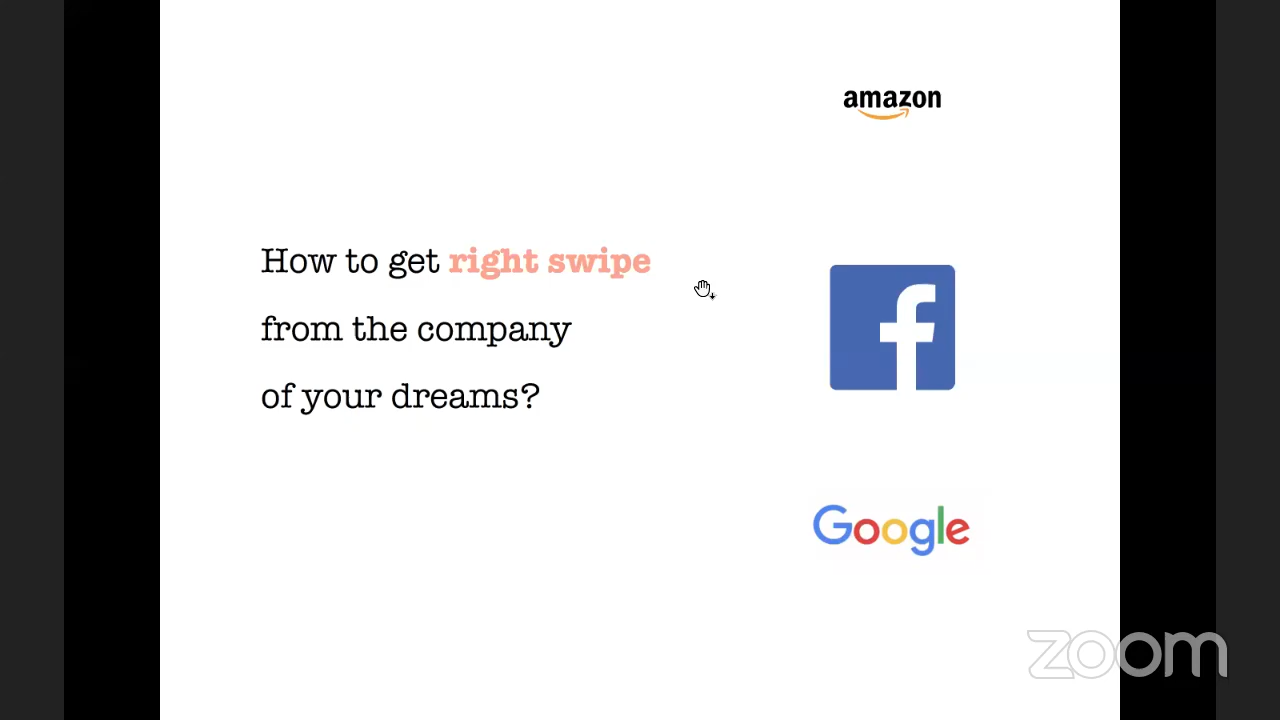 amazon
How to get right swipe
from the company
of your dreams?
f
Google
zoom